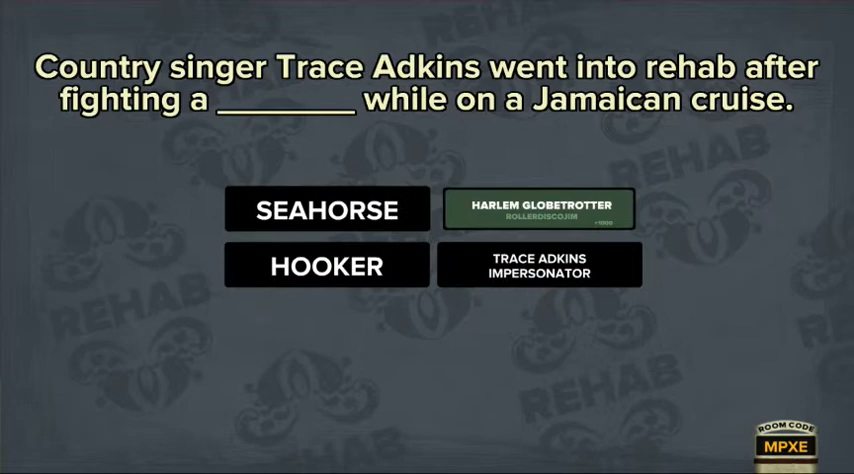 Country singer Trace Adkins went into rehab after
fighting a ________ while on a Jamaican cruise.
REHAB
REHAB
REHAB
SEAHORSE
HARLEM GLOBETROTTER
ROLLERDISCOJIM
+1000
HOOKER
TRACE ADKINS
IMPERSONATOR
REHAB
ROOM CODE
MPXE